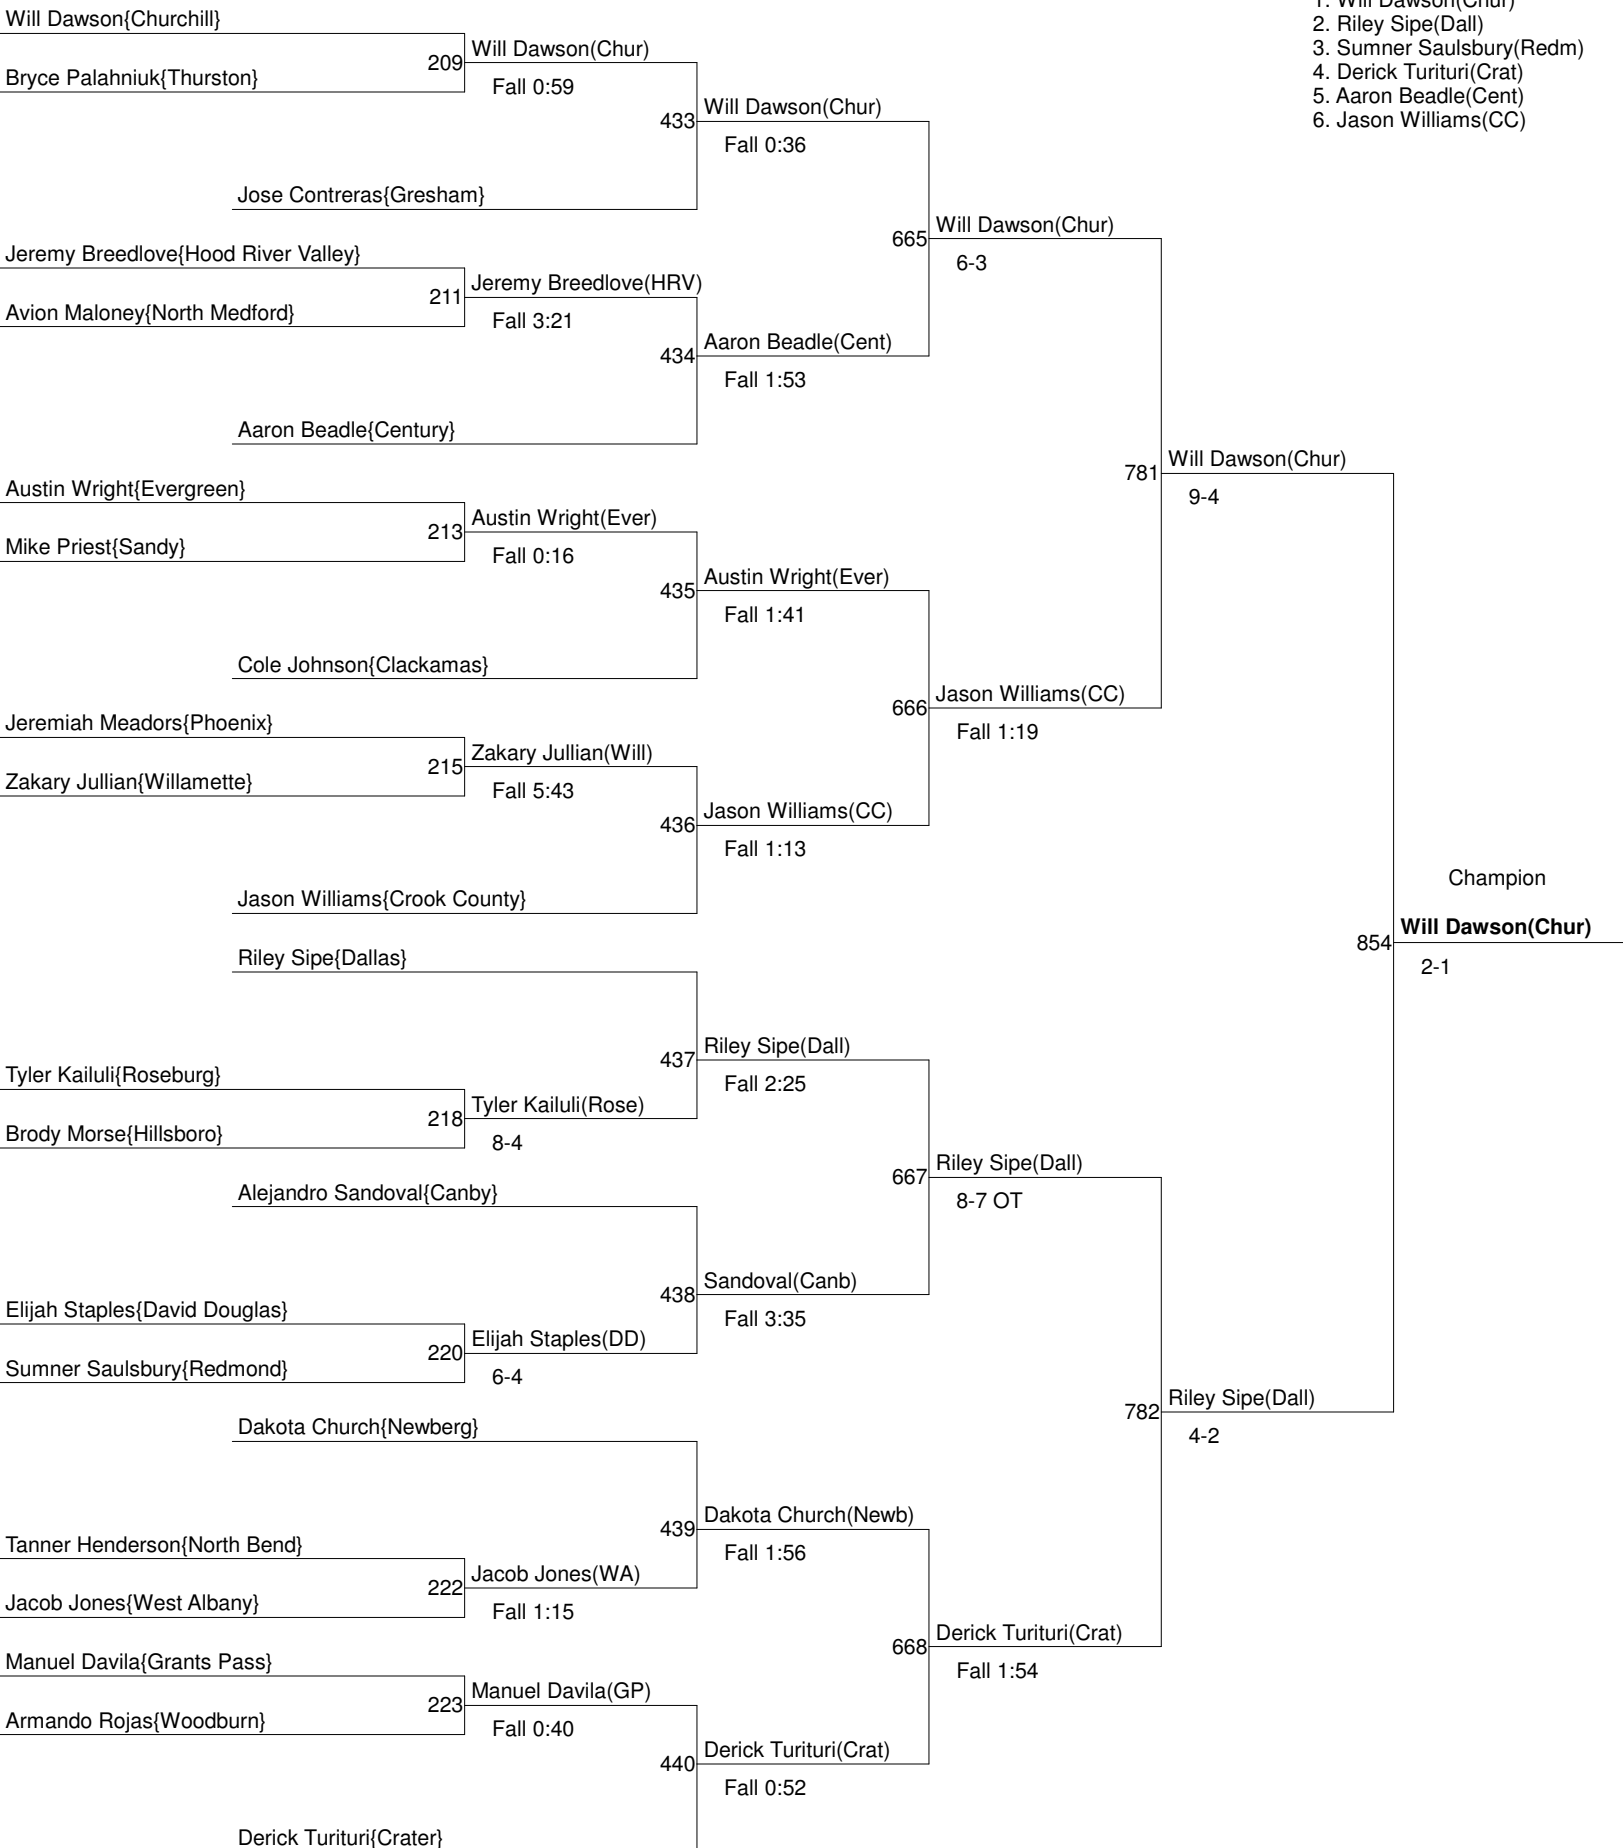 1. Will Dawson(Chur)
2. Riley Sipe(Dall)
3. Sumner Saulsbury(Redm)
4. Derick Turituri(Crat)
5. Aaron Beadle(Cent)
6. Jason Williams(CC)
Will Dawson{Churchill}
209
Will Dawson(Chur)
Bryce Palahniuk{Thurston}
Fall 0:59
433
Will Dawson(Chur)
Fall 0:36
Jose Contreras{Gresham}
665
Will Dawson(Chur)
6-3
Jeremy Breedlove{Hood River Valley}
211
Jeremy Breedlove(HRV)
Avion Maloney{North Medford}
Fall 3:21
434
Aaron Beadle(Cent)
Fall 1:53
Aaron Beadle{Century}
781
Will Dawson(Chur)
9-4
Austin Wright{Evergreen}
213
Austin Wright(Ever)
Mike Priest{Sandy}
Fall 0:16
435
Austin Wright(Ever)
Fall 1:41
Cole Johnson{Clackamas}
666
Jason Williams(CC)
Fall 1:19
Jeremiah Meadors{Phoenix}
215
Zakary Jullian(Will)
Zakary Jullian{Willamette}
Fall 5:43
436
Jason Williams(CC)
Fall 1:13
Jason Williams{Crook County}
Champion
854
Will Dawson(Chur)
2-1
Riley Sipe{Dallas}
437
Riley Sipe(Dall)
Fall 2:25
Tyler Kailuli{Roseburg}
218
Tyler Kailuli(Rose)
Brody Morse{Hillsboro}
8-4
667
Riley Sipe(Dall)
8-7 OT
Alejandro Sandoval{Canby}
438
Sandoval(Canb)
Fall 3:35
Elijah Staples{David Douglas}
220
Elijah Staples(DD)
Sumner Saulsbury{Redmond}
6-4
782
Riley Sipe(Dall)
4-2
Dakota Church{Newberg}
439
Dakota Church(Newb)
Fall 1:56
Tanner Henderson{North Bend}
222
Jacob Jones(WA)
Jacob Jones{West Albany}
Fall 1:15
668
Derick Turituri(Crat)
Fall 1:54
Manuel Davila{Grants Pass}
223
Manuel Davila(GP)
Armando Rojas{Woodburn}
Fall 0:40
440
Derick Turituri(Crat)
Fall 0:52
Derick Turituri{Crater}